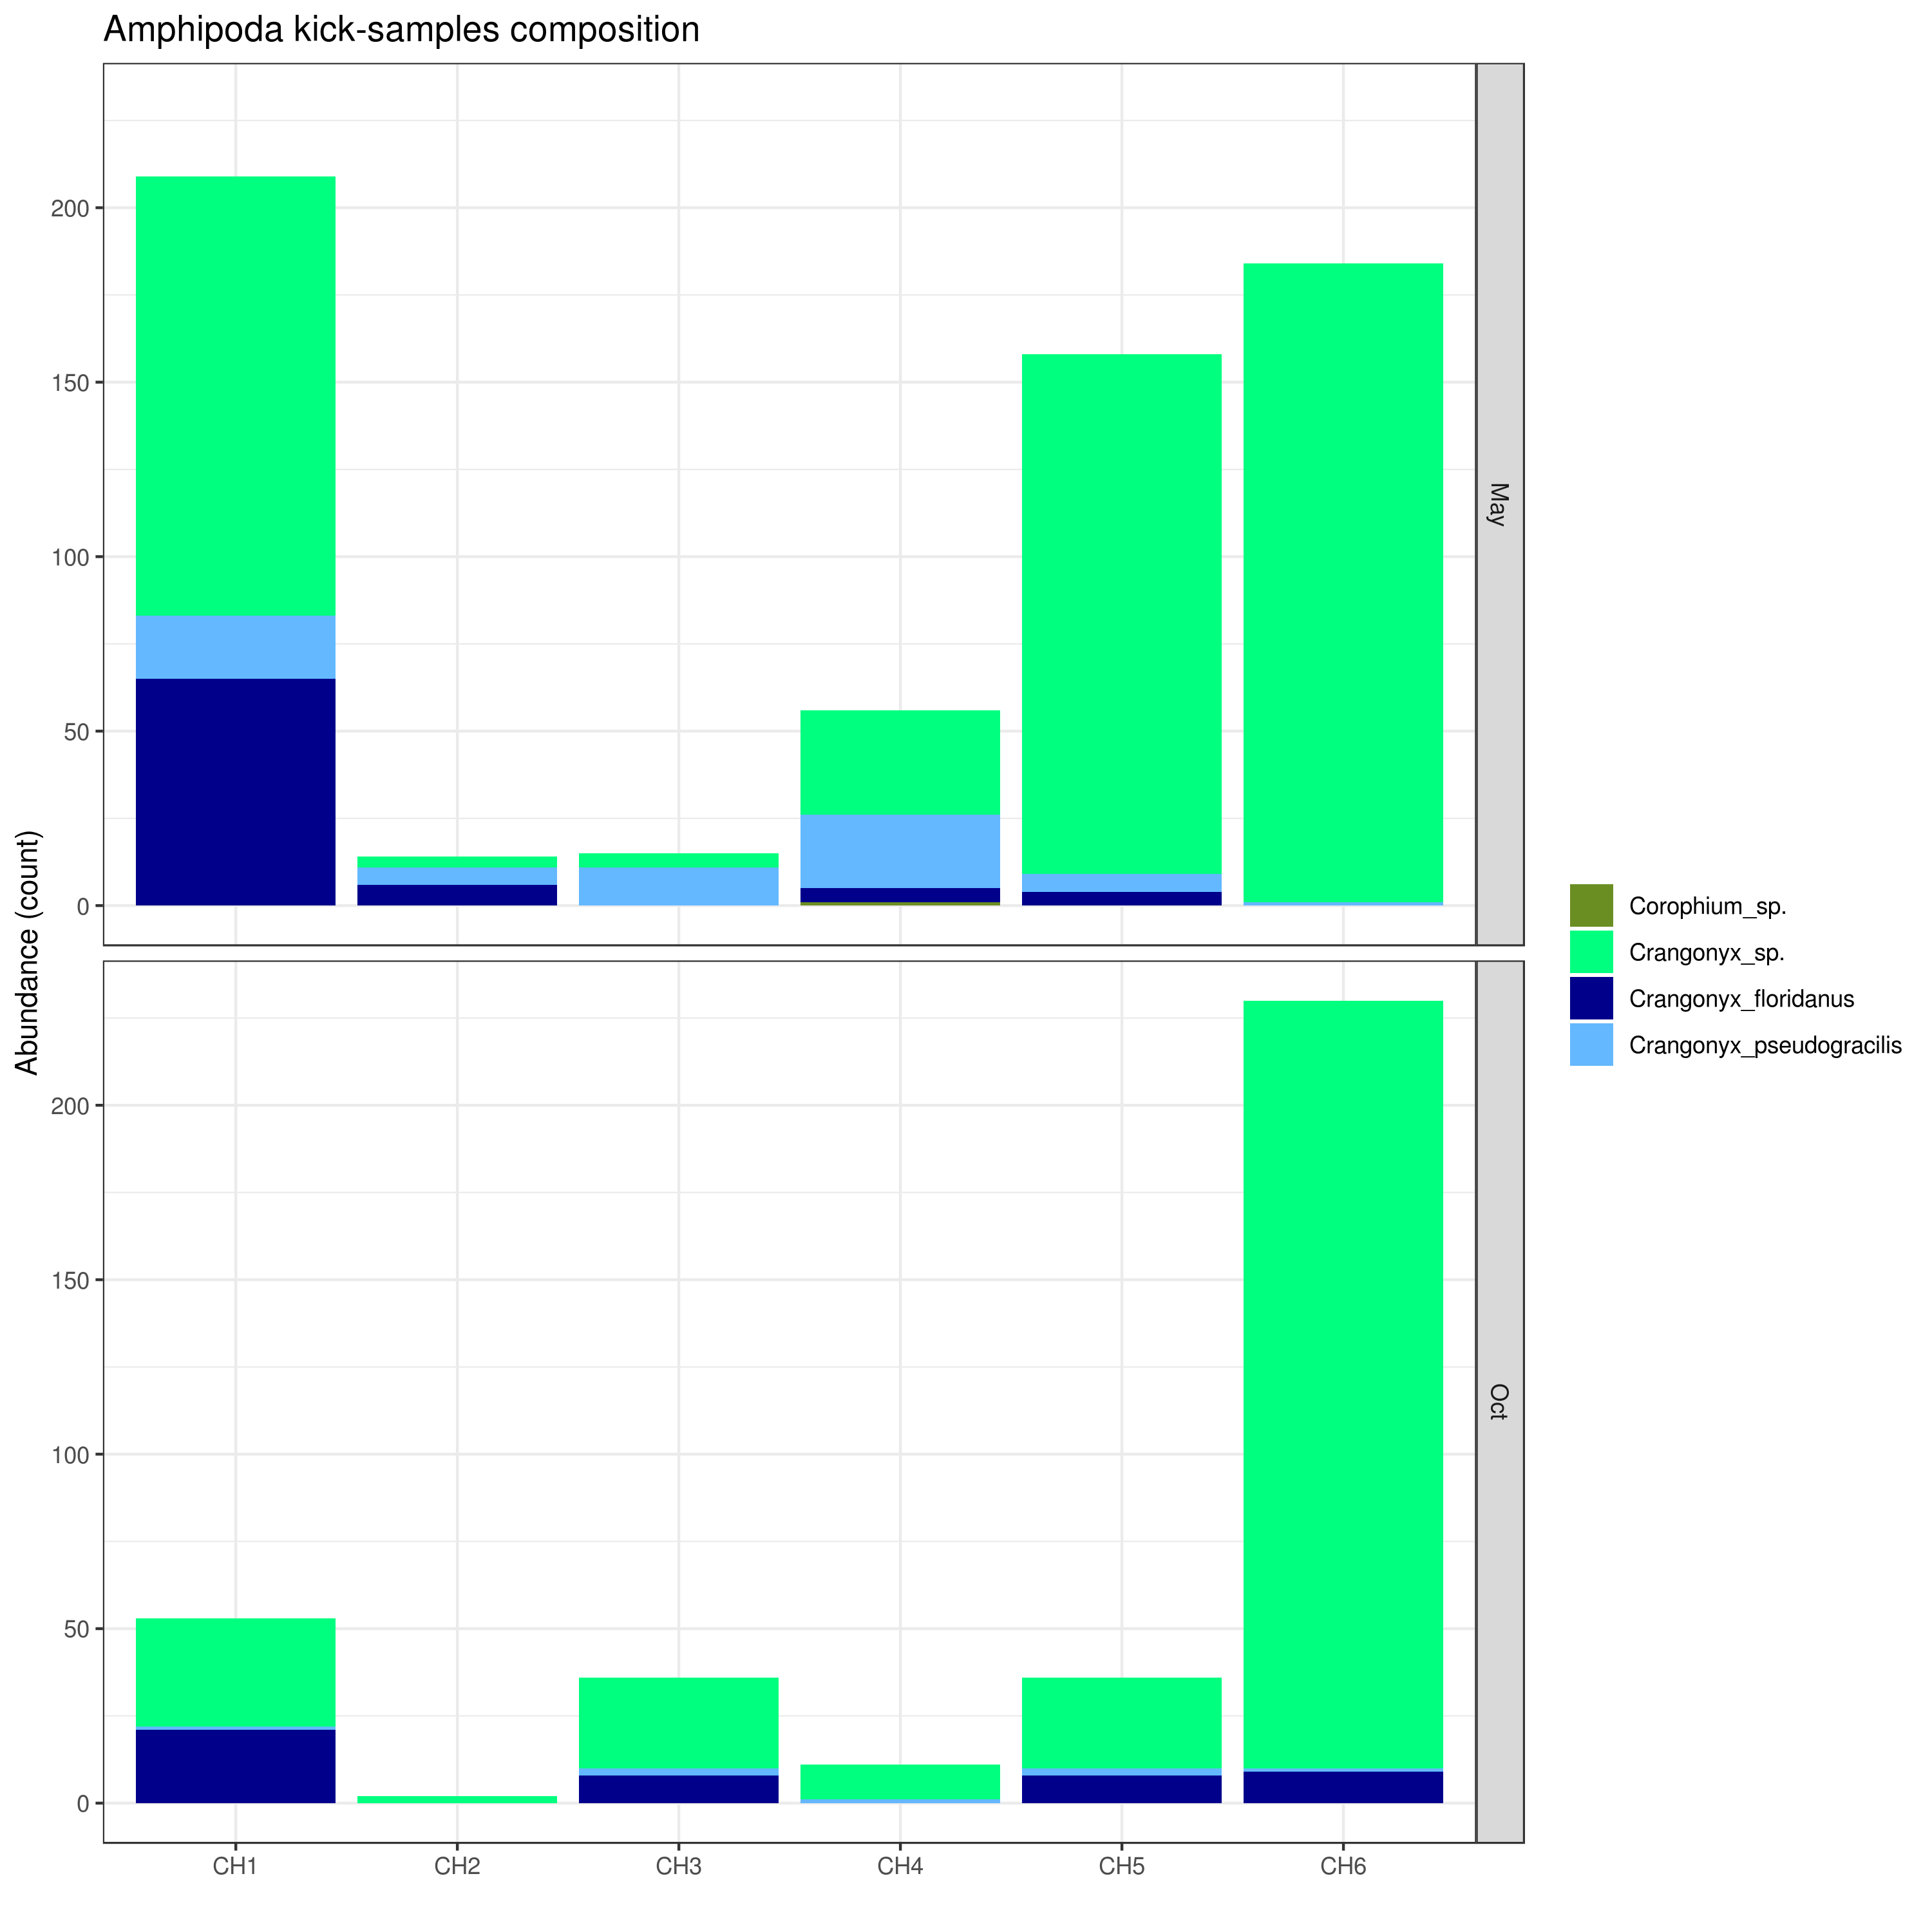 Amphipoda kick-samples composition
Abundance (count)
200
150
100
50
0
May
200
150
100
50
0
Oct
CH1 CH2 CH3 CH4 CH5 CH6
Corophium_sp.
Crangonyx_sp.
Crangonyx_floridanus
Crangonyx_pseudogracilis